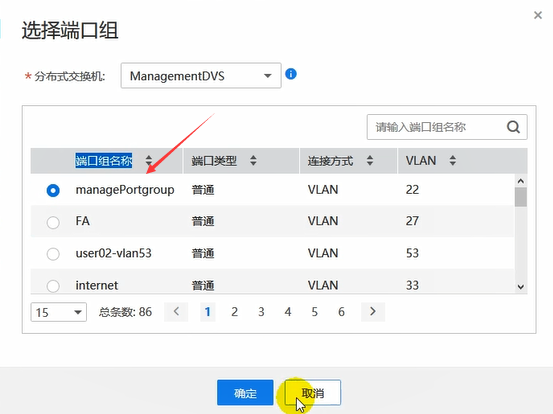 选择端口组
* 分布式交换机: ManagementDVS
请输入端口组名称
端口组名称 端口类型 连接方式 VLAN
managePortgroup 普通 VLAN 22
FA 普通 VLAN 27
user02-vlan53 普通 VLAN 53
internet 普通 VLAN 33
15 总条数: 86 < 1 2 3 4 5 6 >
确定 取消